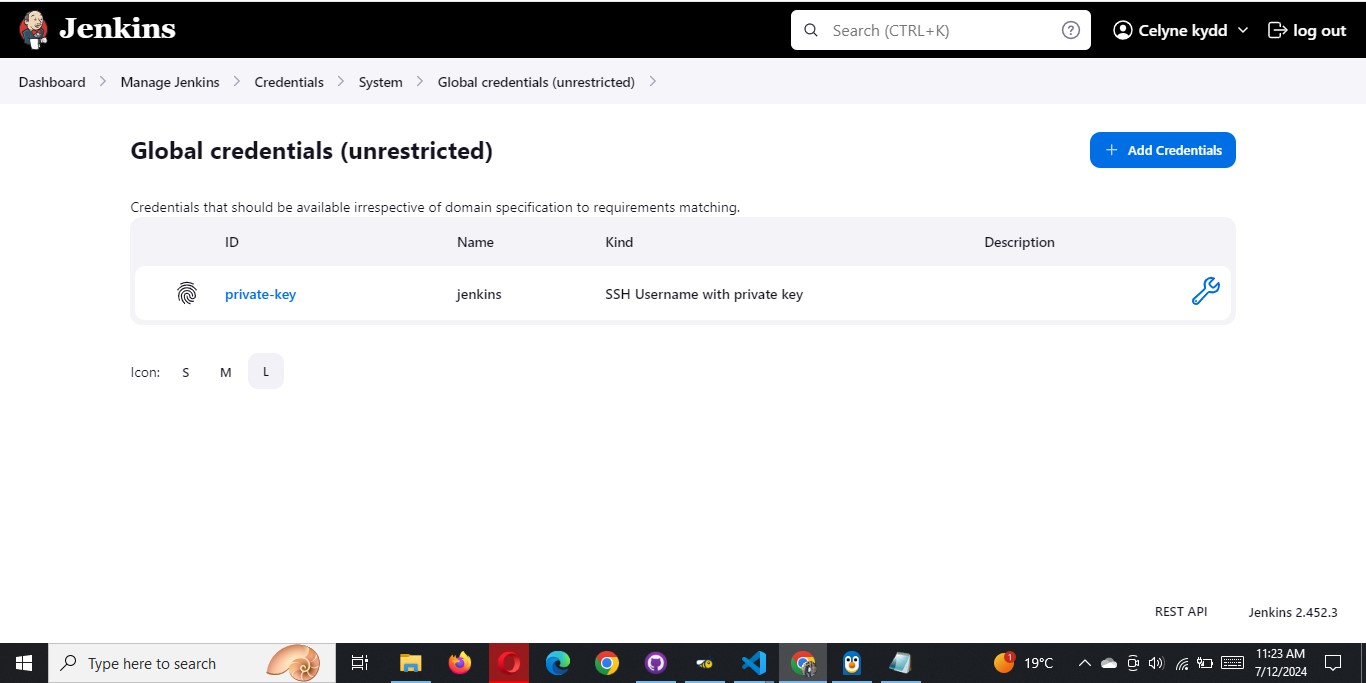 Jenkins
Search (CTRL+K)
Celyne kydd
log out
Dashboard
Manage Jenkins
Credentials
System
Global credentials (unrestricted)
Global credentials (unrestricted)
+ Add Credentials
Credentials that should be available irrespective of domain specification to requirements matching.
ID Name Kind Description
private-key jenkins SSH Username with private key
Icon: S M L
REST API Jenkins 2.452.3
Type here to search
1
19°C
11:23 AM
7/12/2024